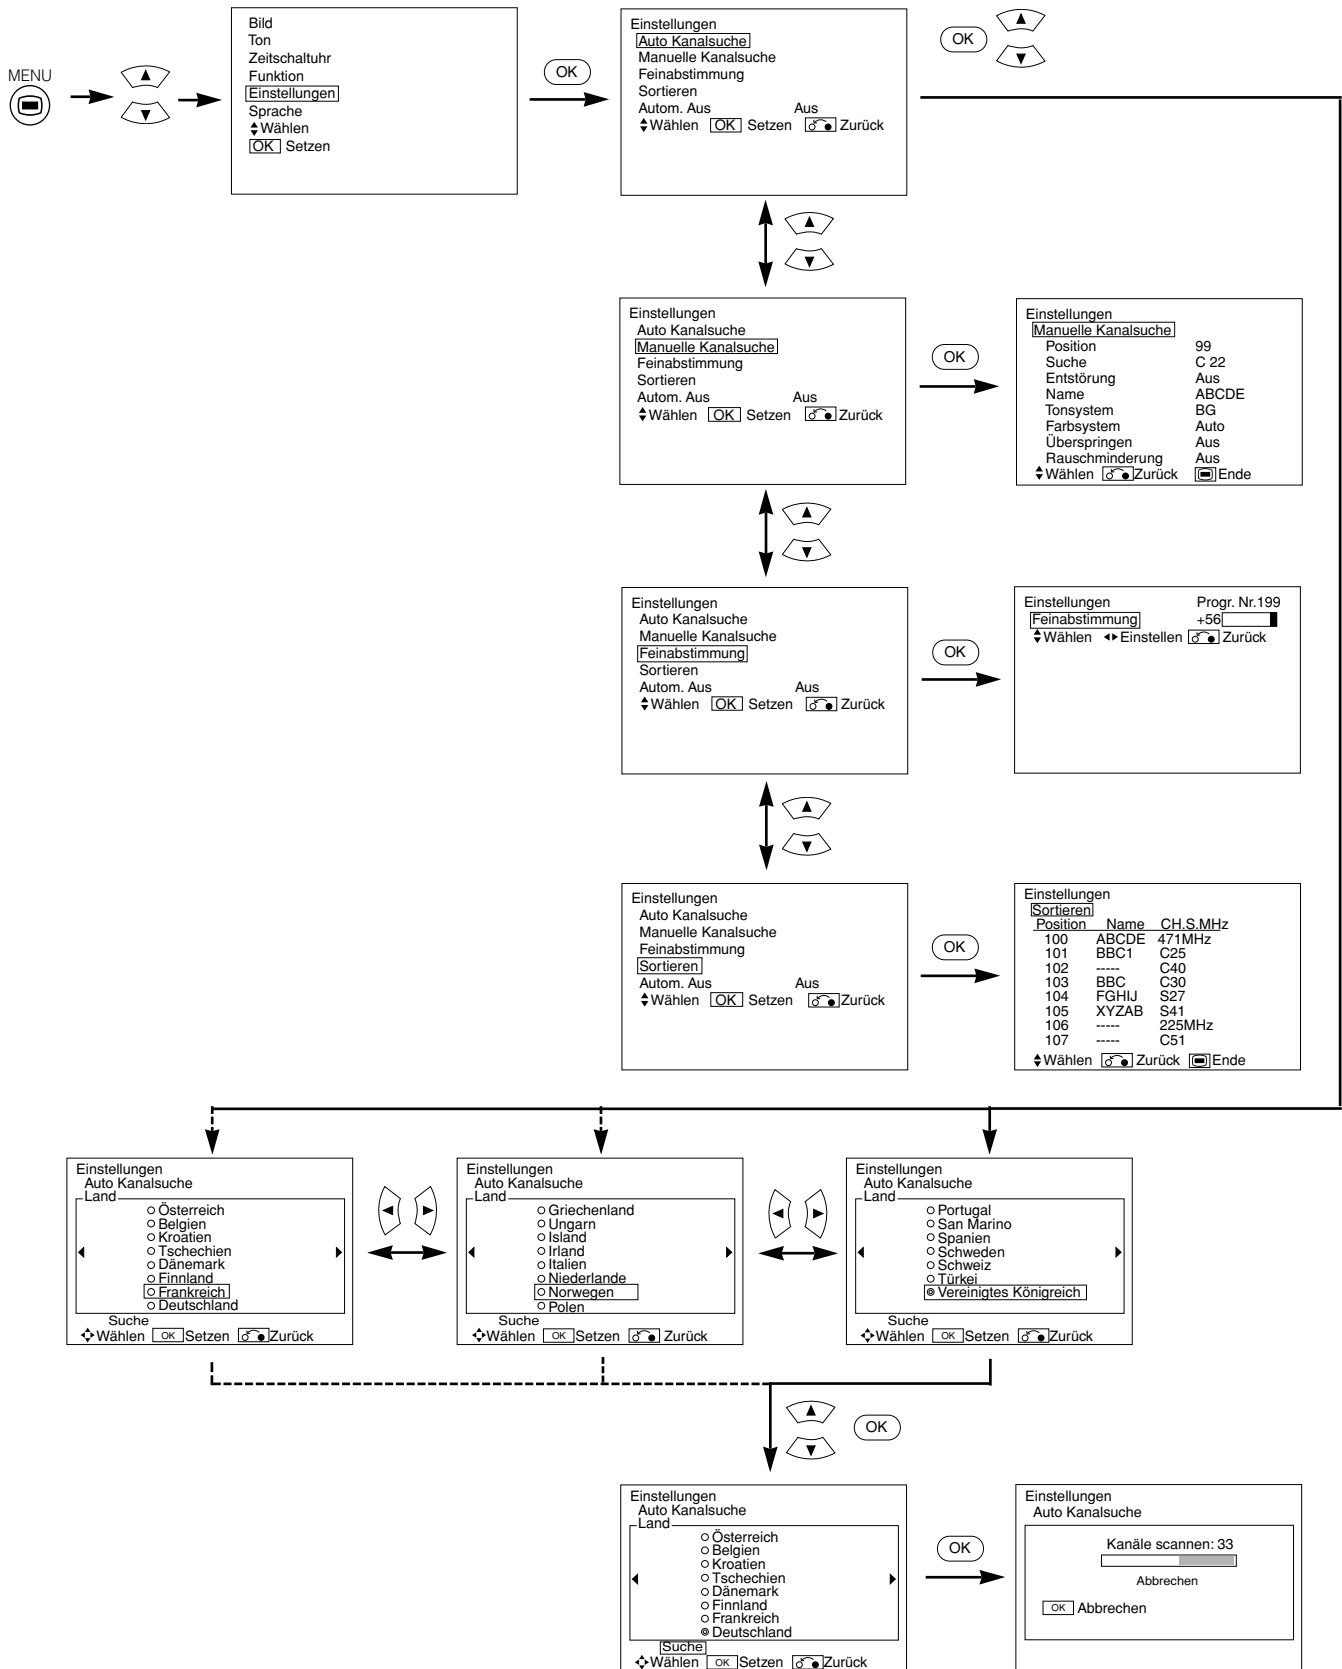 MENU
Bild
Ton
Zeitschaltuhr
Funktion
Einstellungen
Sprache
Wählen
OK Setzen
OK
Einstellungen
Auto Kanalsuche
Manuelle Kanalsuche
Feinabstimmung
Sortieren
Autom. Aus Aus
Wählen OK Setzen Zurück
OK
Einstellungen
Auto Kanalsuche
Manuelle Kanalsuche
Feinabstimmung
Sortieren
Autom. Aus Aus
Wählen OK Setzen Zurück
OK
Einstellungen
Manuelle Kanalsuche
Position 99
Suche C 22
Entstörung Aus
Name ABCDE
Tonsystem BG
Farbsystem Auto
Überspringen Aus
Rauschminderung Aus
Wählen Zurück Ende
Einstellungen
Auto Kanalsuche
Manuelle Kanalsuche
Feinabstimmung
Sortieren
Autom. Aus Aus
Wählen OK Setzen Zurück
OK
Einstellungen Progr. Nr.199
Feinabstimmung +56
Wählen Einstellen Zurück
Einstellungen
Auto Kanalsuche
Manuelle Kanalsuche
Feinabstimmung
Sortieren
Autom. Aus Aus
Wählen OK Setzen Zurück
OK
Einstellungen
Sortieren
Position Name CH.S.MHz
100 ABCDE 471MHz
101 BBC1 C25
102 ----- C40
103 BBC C30
104 FGHIJ S27
105 XYZAB S41
106 ----- 225MHz
107 ----- C51
Wählen Zurück Ende
Einstellungen
Auto Kanalsuche
Land
Österreich
Belgien
Kroatien
Tschechien
Dänemark
Finnland
Frankreich
Deutschland
Suche
Wählen OK Setzen Zurück
Einstellungen
Auto Kanalsuche
Land
Griechenland
Ungarn
Island
Irland
Italien
Niederlande
Norwegen
Polen
Suche
Wählen OK Setzen Zurück
Einstellungen
Auto Kanalsuche
Land
Portugal
San Marino
Spanien
Schweden
Schweiz
Türkei
Vereinigtes Königreich
Suche
Wählen OK Setzen Zurück
OK
Einstellungen
Auto Kanalsuche
Land
Österreich
Belgien
Kroatien
Tschechien
Dänemark
Finnland
Frankreich
Deutschland
Suche
Wählen OK Setzen Zurück
OK
Einstellungen
Auto Kanalsuche
Kanäle scannen: 33
Abbrechen
OK Abbrechen